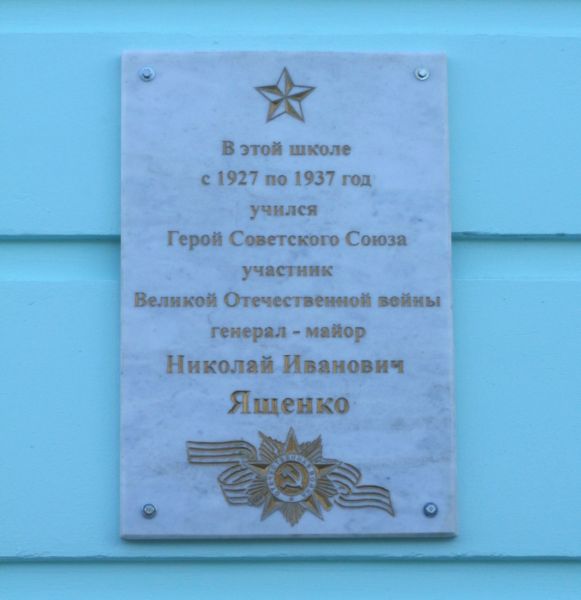 В этой школе
с 1927 по 1937 год
учился
Герой Советского Союза
участник
Великой Отечественной войны
генерал - майор
Николай Иванович
Ященко